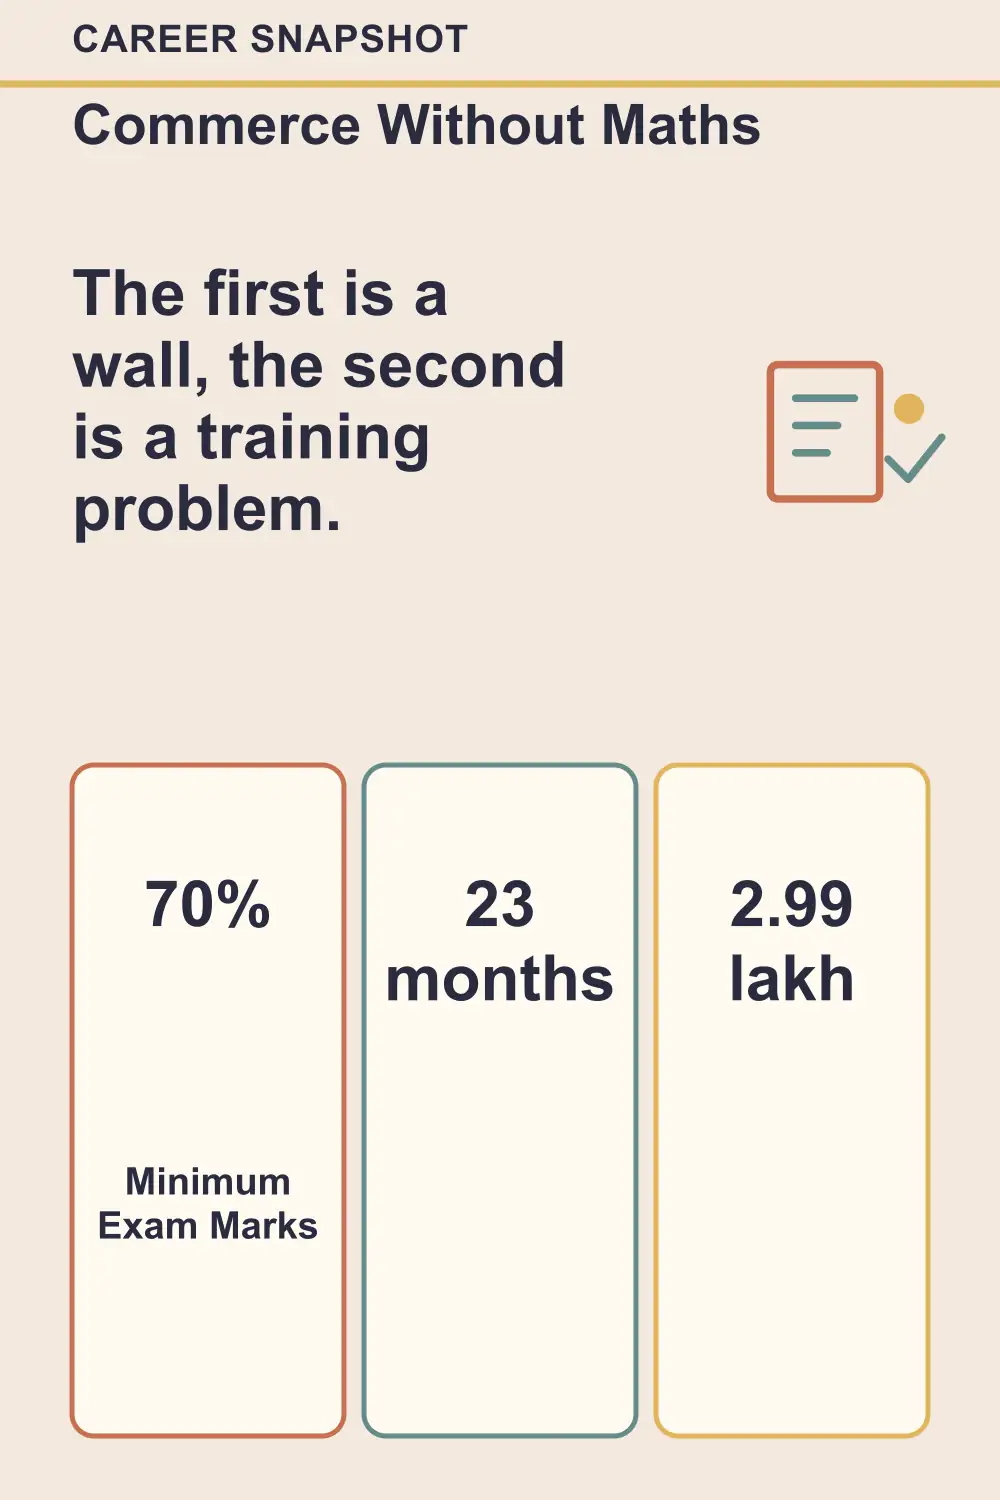 CAREER SNAPSHOT
Commerce Without Maths
The first is a
wall, the second
is a training
problem.
70%
Minimum
Exam Marks
23
months
2.99
lakh